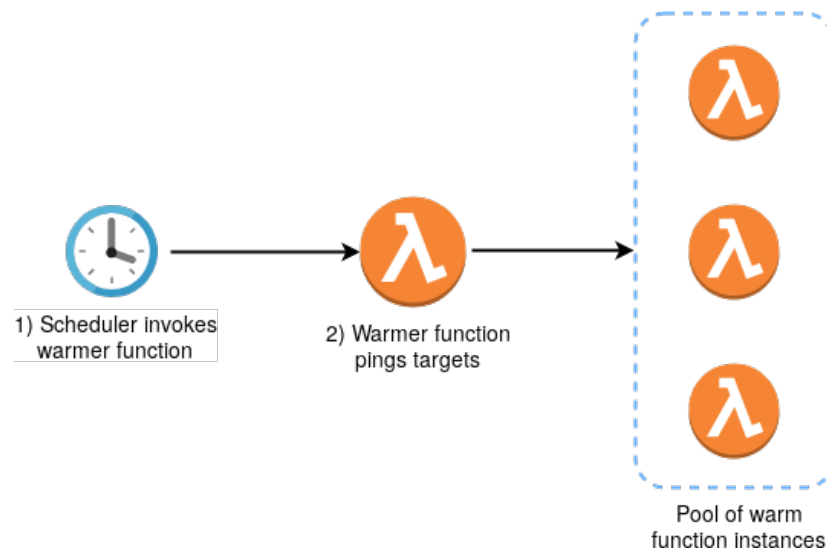 1) Scheduler invokes
warmer function
2) Warmer function
pings targets
Pool of warm
function instances